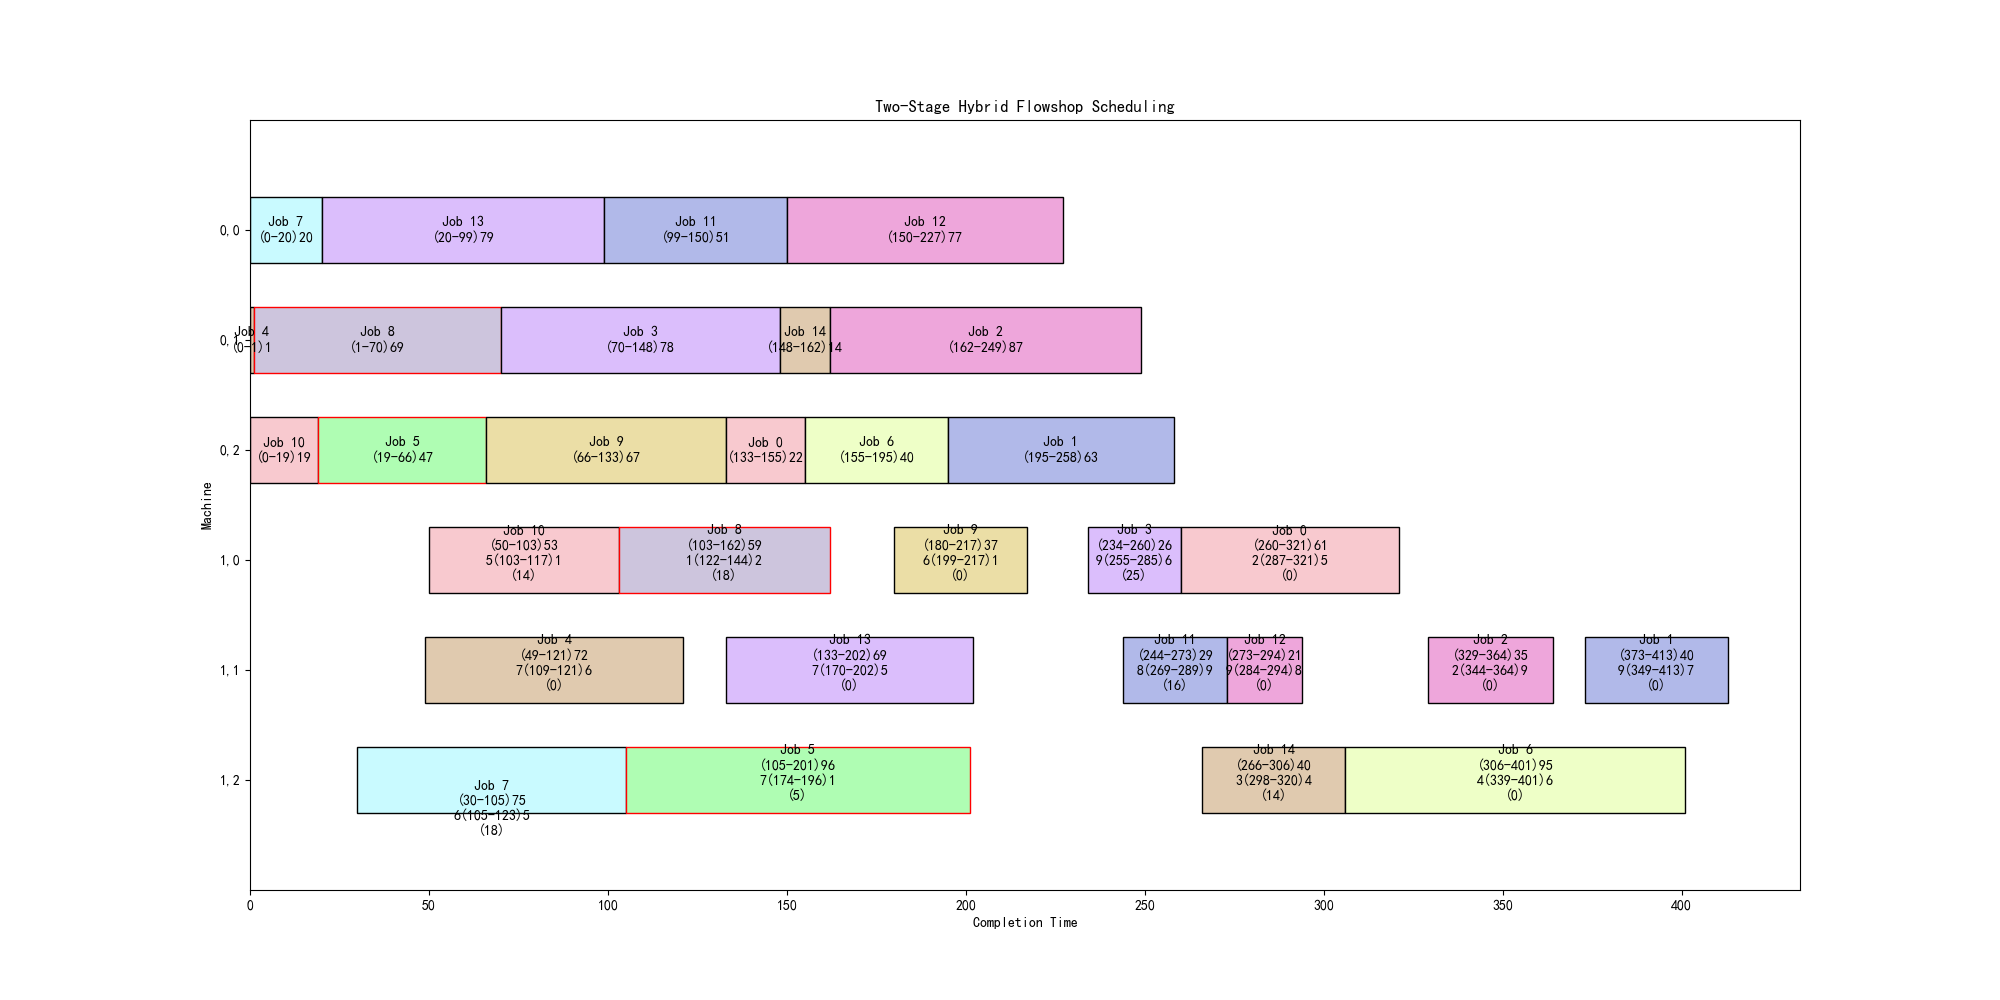 Two-Stage Hybrid Flowshop Scheduling
0,0
Job 7
(0-20)20
Job 13
(20-99)79
Job 11
(99-150)51
Job 12
(150-227)77
0,1
Job 4
(0-1)1
Job 8
(1-70)69
Job 3
(70-148)78
Job 14
(148-162)14
Job 2
(162-249)87
0,2
Job 10
(0-19)19
Job 5
(19-66)47
Job 9
(66-133)67
Job 0
(133-155)22
Job 6
(155-195)40
Job 1
(195-258)63
Machine
1,0
Job 10
(50-103)53
5(103-117)1
(14)
Job 8
(103-162)59
1(122-144)2
(18)
Job 9
(180-217)37
6(199-217)1
(0)
Job 3
(234-260)26
9(255-285)6
(25)
Job 0
(260-321)61
2(287-321)5
(0)
1,1
Job 4
(49-121)72
7(109-121)6
(0)
Job 13
(133-202)69
7(170-202)5
(0)
Job 11
(244-273)29
8(269-289)9
(16)
Job 12
(273-294)21
9(284-294)8
(0)
Job 2
(329-364)35
2(344-364)9
(0)
Job 1
(373-413)40
9(349-413)7
(0)
1,2
Job 7
(30-105)75
6(105-123)5
(18)
Job 5
(105-201)96
7(174-196)1
(5)
Job 14
(266-306)40
3(298-320)4
(14)
Job 6
(306-401)95
4(339-401)6
(0)
0
50
100
150
200
250
300
350
400
Completion Time